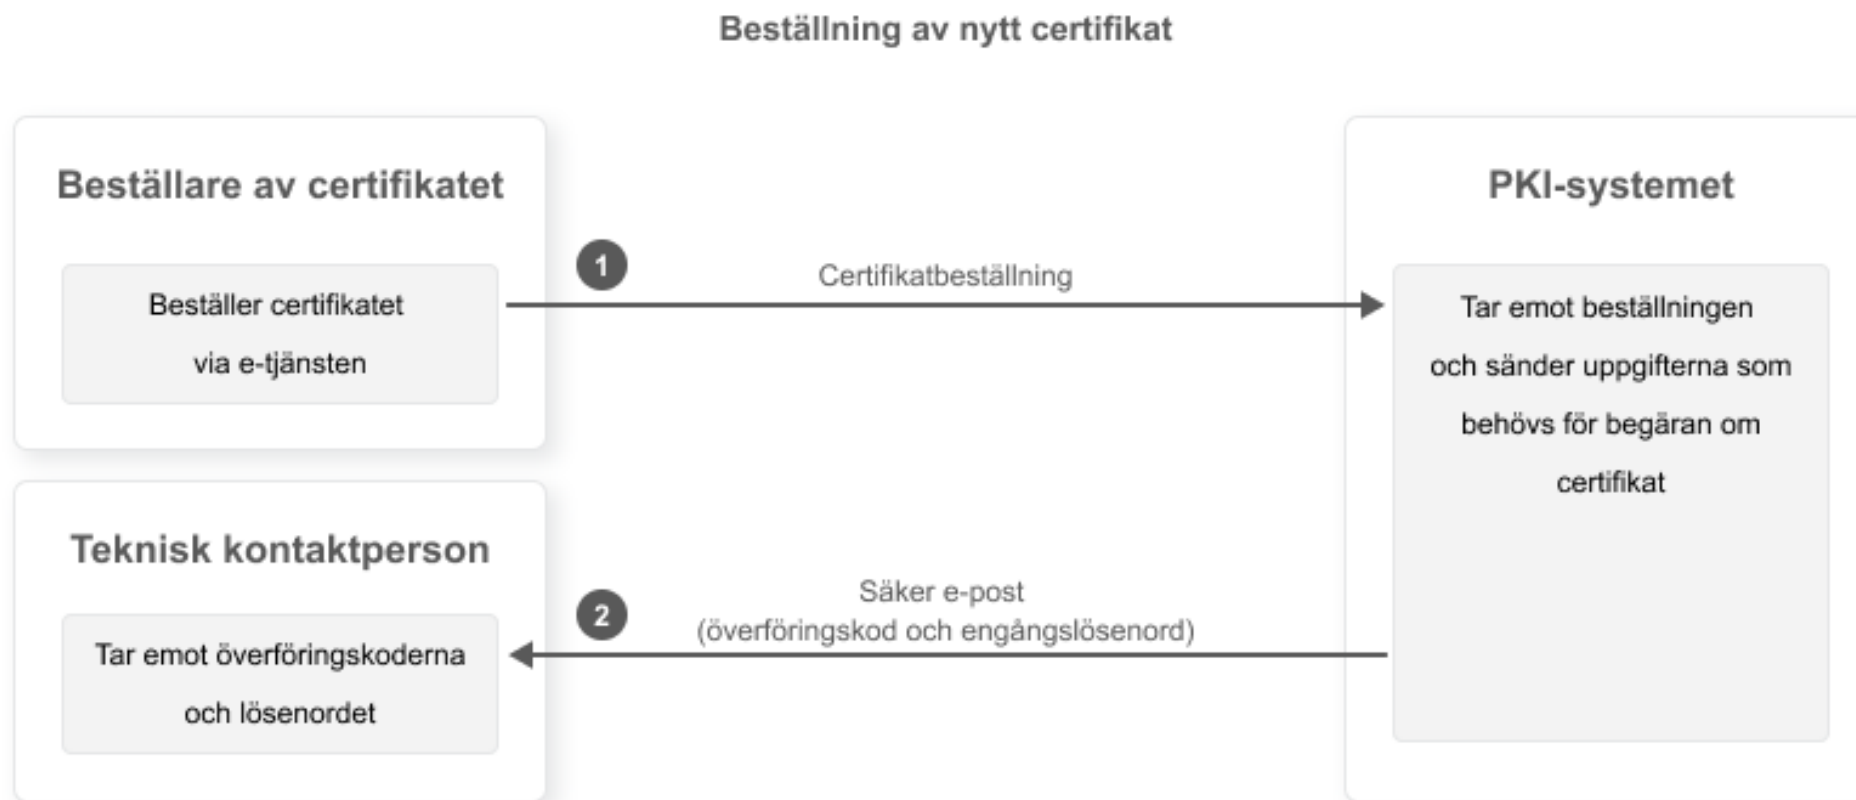 Beställning av nytt certifikat
Beställare av certifikatet
Beställer certifikatet
via e-tjänsten
1
Certifikatbeställning
PKI-systemet
Tar emot beställningen
och sänder uppgifterna som
behövs för begäran om
certifikat
Teknisk kontaktperson
Tar emot överföringskoderna
och lösenordet
2
Säker e-post
(överföringskod och engångslösenord)